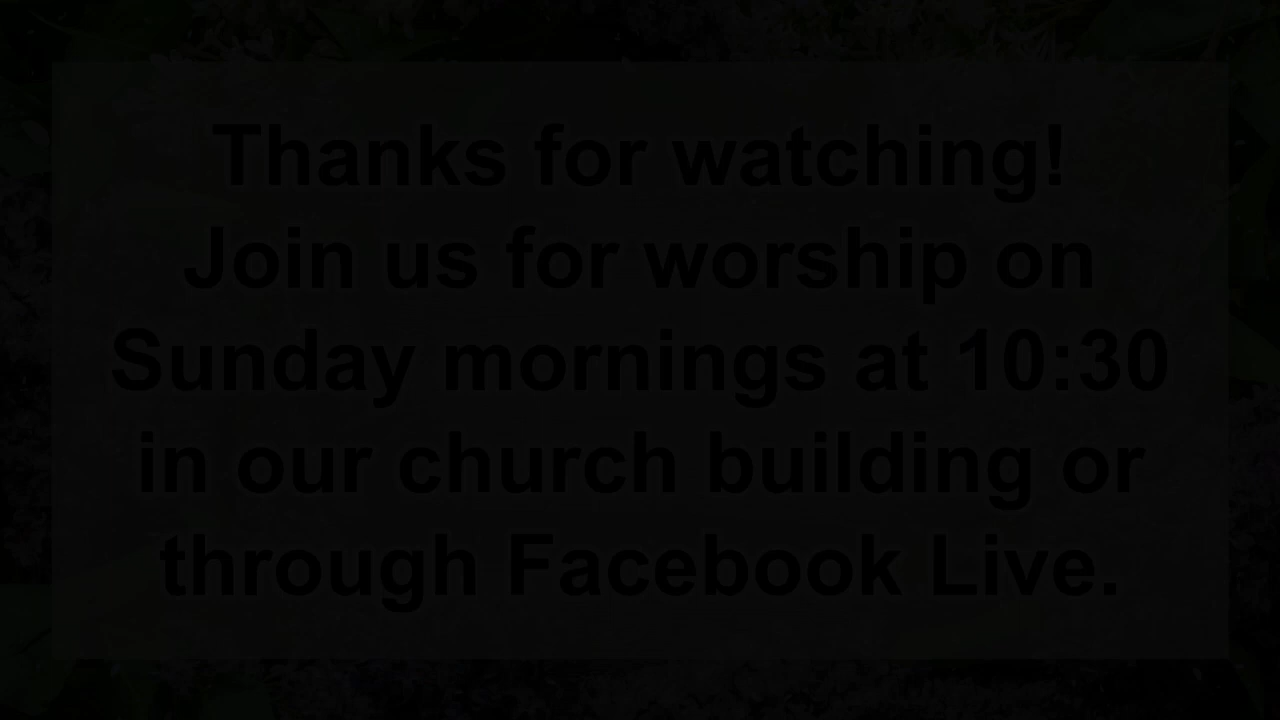 Thanks for watching!
Join us for worship on
Sunday mornings at 10:30
in our church building or
through Facebook Live.